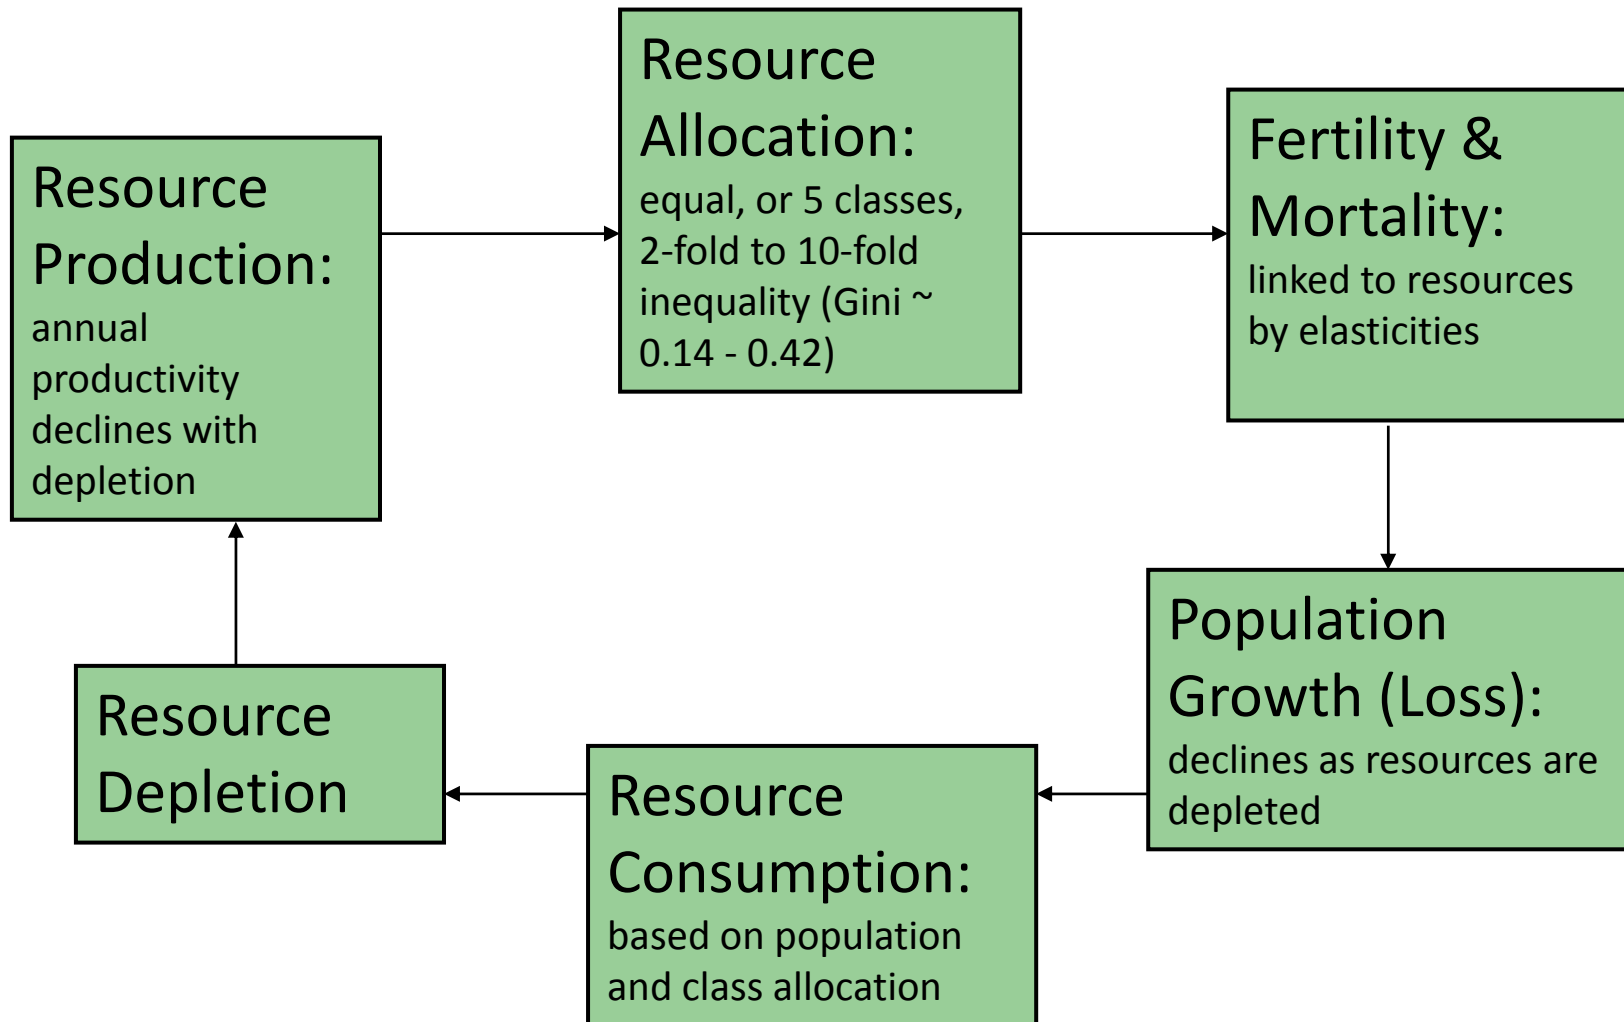 Resource
Production:
annual
productivity
declines with
depletion
Resource
Allocation:
equal, or 5 classes,
2-fold to 10-fold
inequality (Gini ~
0.14 - 0.42)
Fertility &
Mortality:
linked to resources
by elasticities
Population
Growth (Loss):
declines as resources are
depleted
Resource
Consumption:
based on population
and class allocation
Resource
Depletion